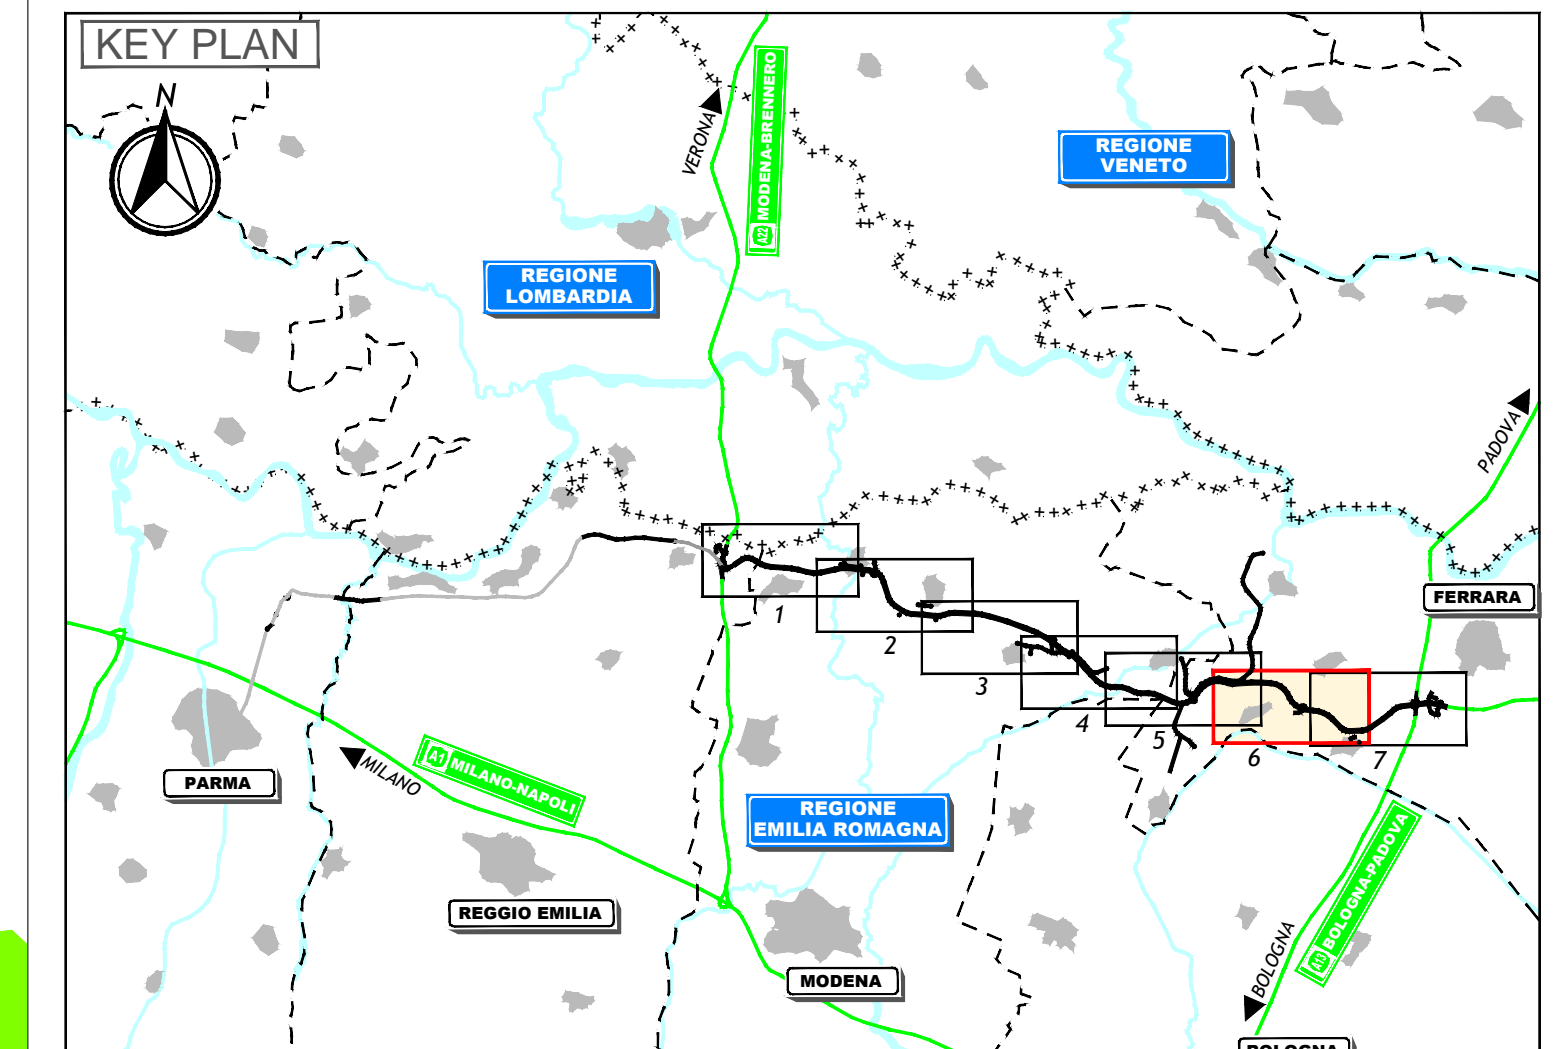 KEY PLAN
N
VERONA
A22 MODENA-BRENNERO
REGIONE
VENETO
REGIONE
LOMBARDIA
PADOVA
FERRARA
1
2
3
4
5
6
7
PARMA
MILANO
A1 MILANO-NAPOLI
REGIONE
EMILIA ROMAGNA
REGGIO EMILIA
MODENA
A13 BOLOGNA-PADOVA
BOLOGNA
BOLOGNA